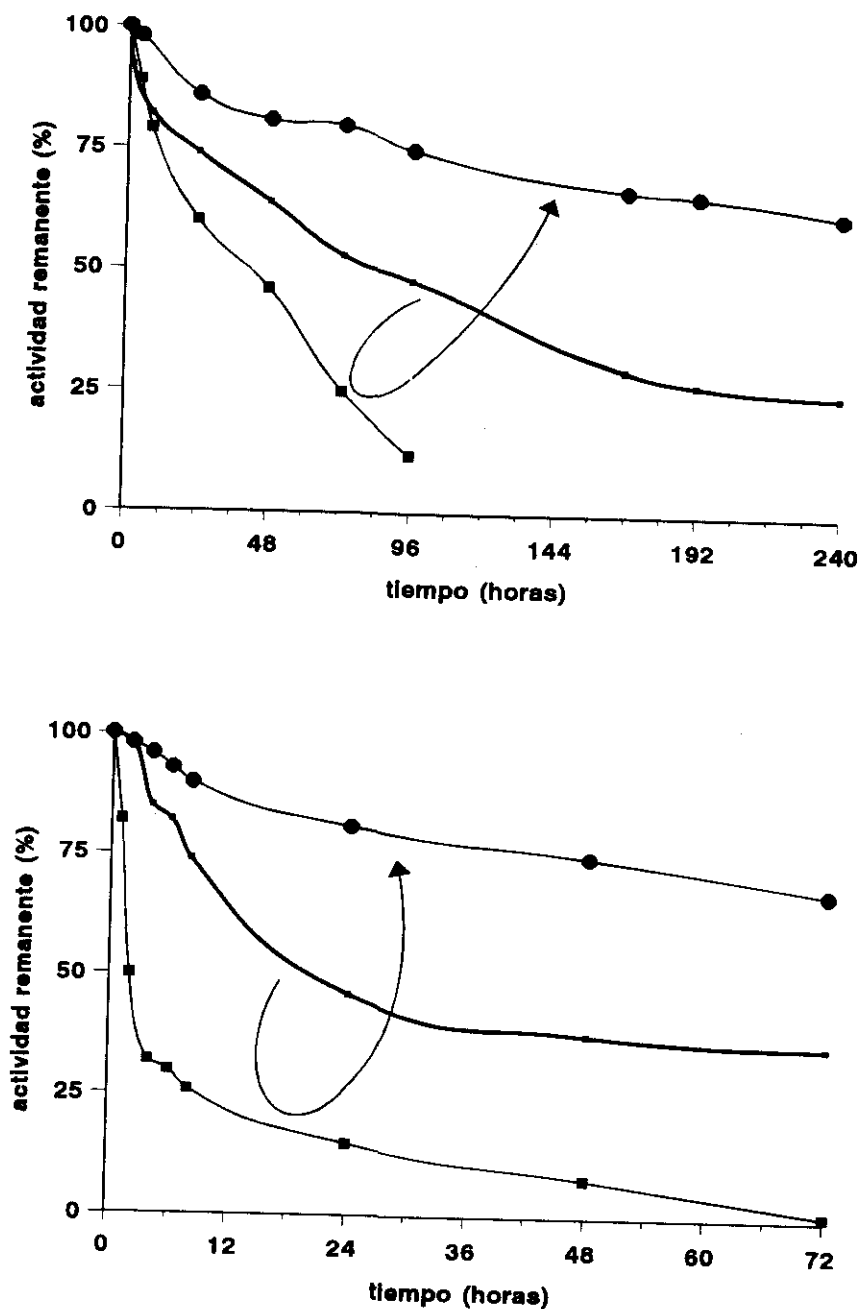 100
75
50
25
0
actividad remanente (%)
0 48 96 144 192 240
tiempo (horas)
100
75
50
25
0
actividad remanente (%)
0 12 24 36 48 60 72
tiempo (horas)